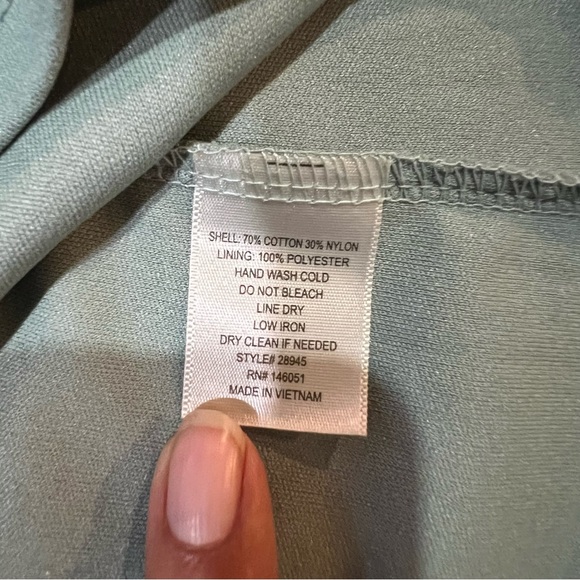 SHELL: 70% COTTON 30% NYLON
LINING: 100% POLYESTER
HAND WASH COLD
DO NOT BLEACH
LINE DRY
LOW IRON
DRY CLEAN IF NEEDED
STYLE# 28945
RN# 146051
MADE IN VIETNAM